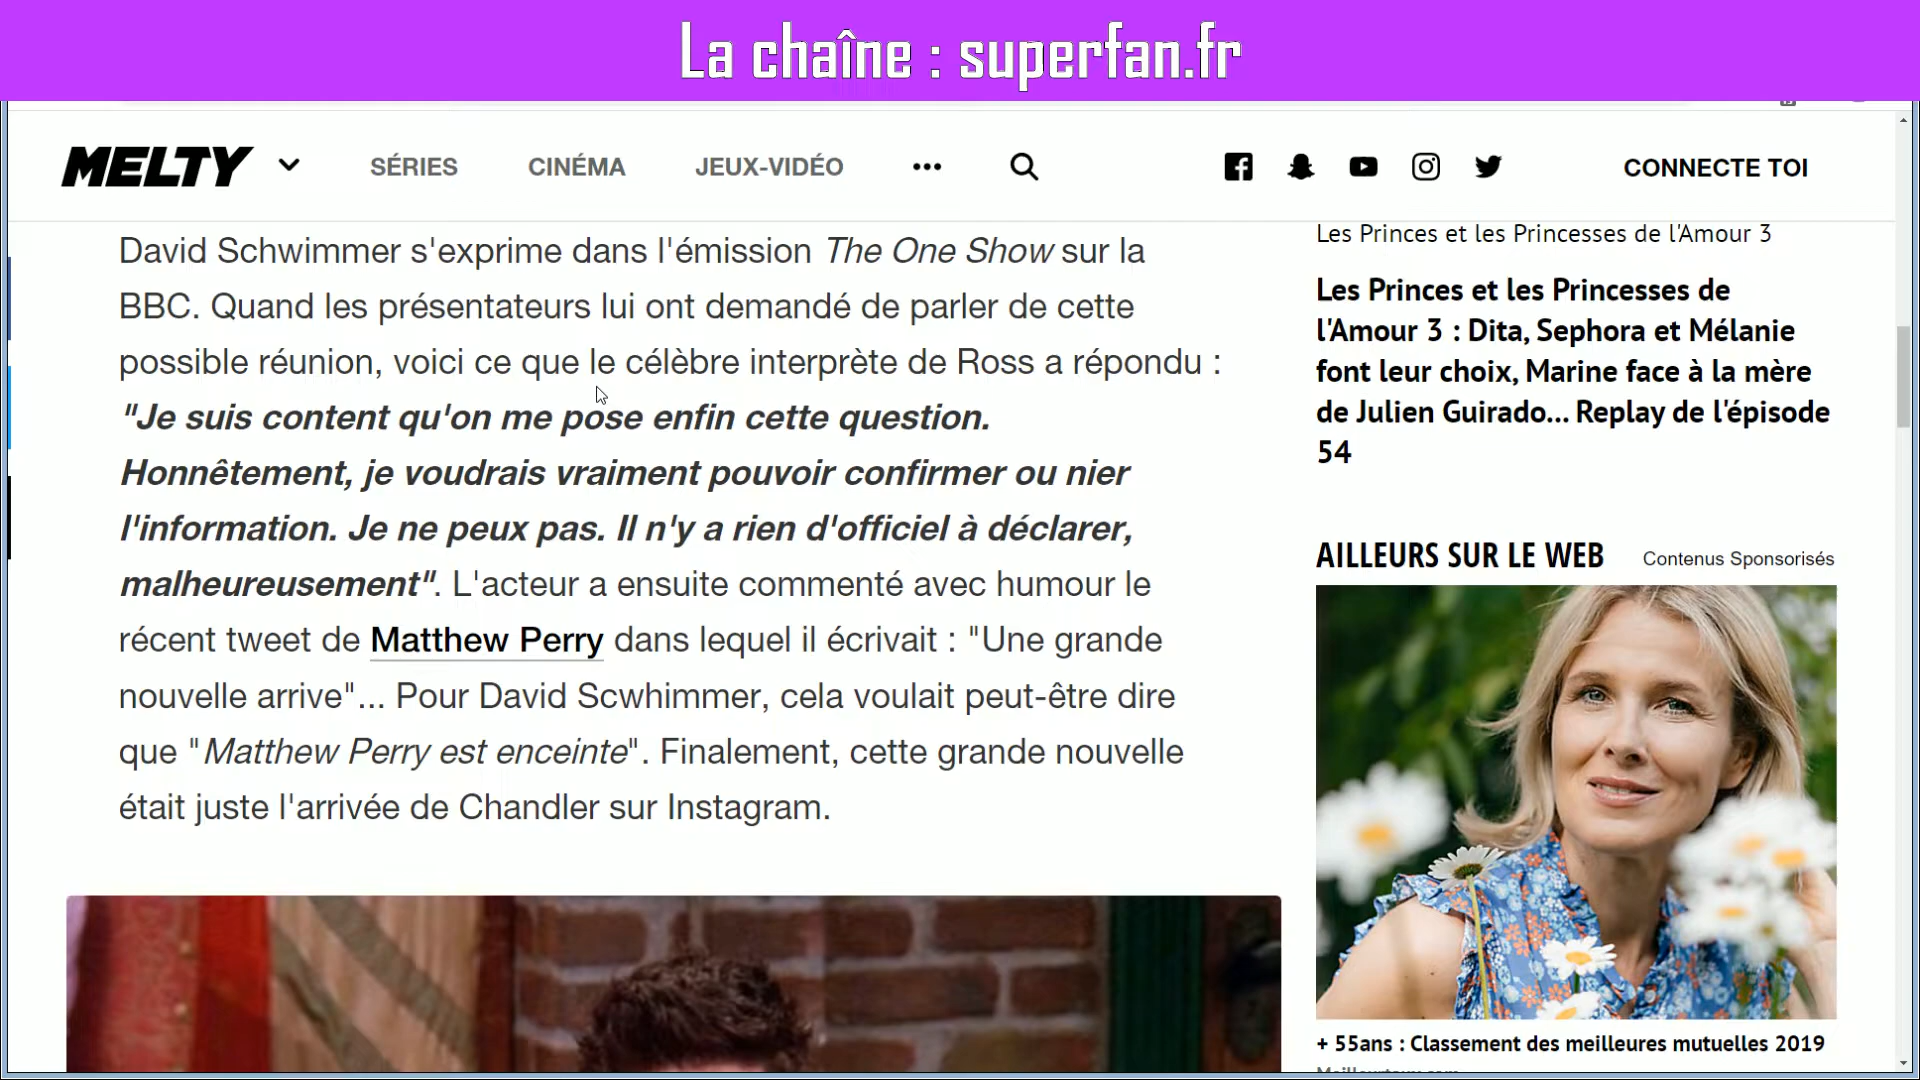 La chaîne : superfan.fr
MELTY
SÉRIES
CINÉMA
JEUX-VIDÉO
CONNECTE TOI
David Schwimmer s'exprime dans l'émission The One Show sur la
BBC. Quand les présentateurs lui ont demandé de parler de cette
possible réunion, voici ce que le célèbre interprète de Ross a répondu :
"Je suis content qu'on me pose enfin cette question.
Honnêtement, je voudrais vraiment pouvoir confirmer ou nier
l'information. Je ne peux pas. Il n'y a rien d'officiel à déclarer,
malheureusement". L'acteur a ensuite commenté avec humour le
récent tweet de Matthew Perry dans lequel il écrivait : "Une grande
nouvelle arrive"... Pour David Scwhimmer, cela voulait peut-être dire
que "Matthew Perry est enceinte". Finalement, cette grande nouvelle
était juste l'arrivée de Chandler sur Instagram.
Les Princes et les Princesses de l'Amour 3
Les Princes et les Princesses de
l'Amour 3 : Dita, Sephora et Mélanie
font leur choix, Marine face à la mère
de Julien Guirado... Replay de l'épisode
54
AILLEURS SUR LE WEB
Contenus Sponsorisés
+ 55ans : Classement des meilleures mutuelles 2019